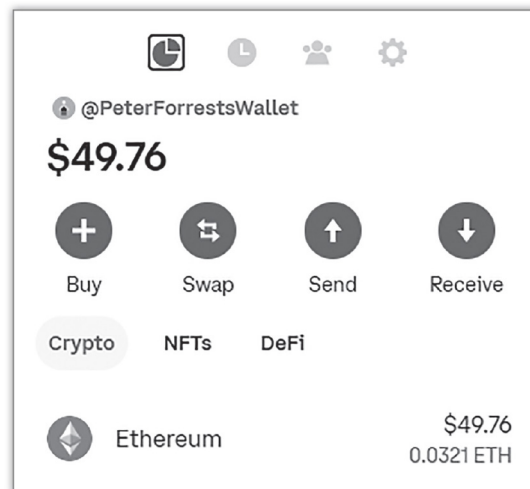 @PeterForrestsWallet
$49.76
Buy Swap Send Receive
Crypto NFTs DeFi
Ethereum $49.76
0.0321 ETH